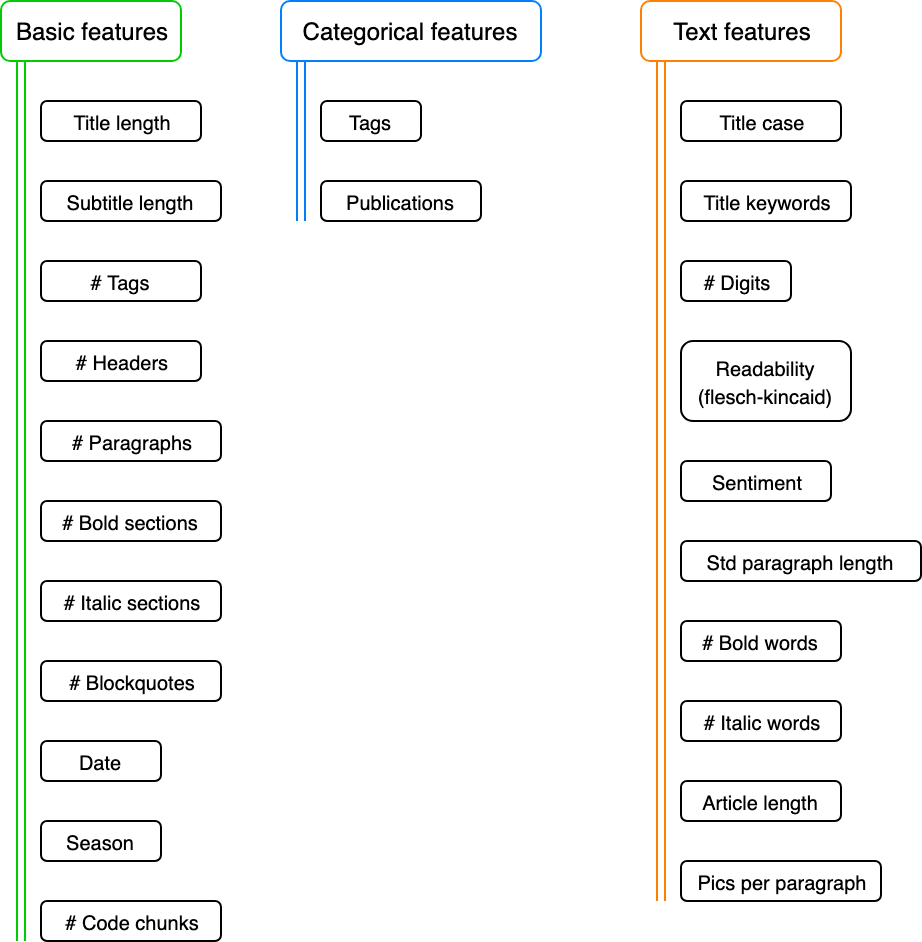 Basic features
Title length
Subtitle length
# Tags
# Headers
# Paragraphs
# Bold sections
# Italic sections
# Blockquotes
Date
Season
# Code chunks
Categorical features
Tags
Publications
Text features
Title case
Title keywords
# Digits
Readability
(flesch-kincaid)
Sentiment
Std paragraph length
# Bold words
# Italic words
Article length
Pics per paragraph